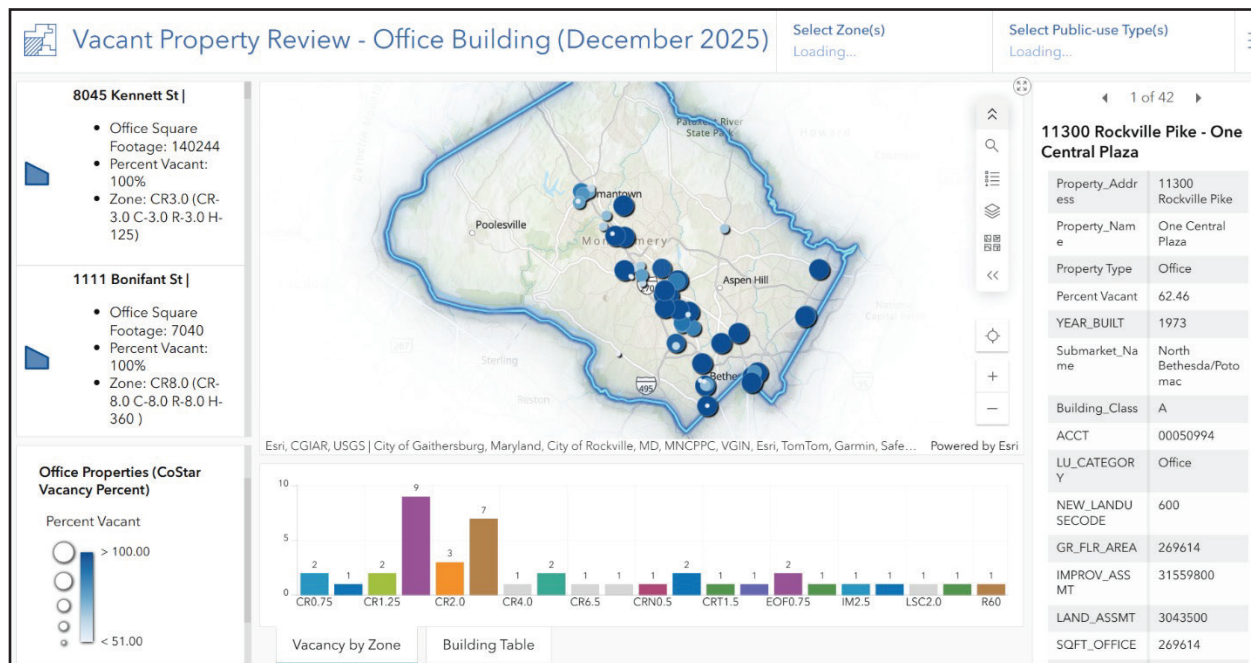 Vacant Property Review - Office Building (December 2025)
Select Zone(s)
Loading...
Select Public-use Type(s)
Loading...
8045 Kennett St |
• Office Square
Footage: 140244
• Percent Vacant:
100%
• Zone: CR3.0 (CR-
3.0 C-3.0 R-3.0 H-
125)
1111 Bonifant St |
• Office Square
Footage: 7040
• Percent Vacant:
100%
• Zone: CR8.0 (CR-
8.0 C-8.0 R-8.0 H-
360 )
Office Properties (CoStar
Vacancy Percent)
Percent Vacant
> 100.00
< 51.00
Patuxent River
State Park
Howard
rmantown
Poolesville
Montgomery
Aspen Hill
270
Sterling
Reston
495
Bethe
267
Esri, CGIAR, USGS | City of Gaithersburg, Maryland, City of Rockville, MD, MNCPPC, VGIN, Esri, TomTom, Garmin, Safe...
Powered by Esri
10
5
0
2 1 2 9 3 7 1 2 1 1 1 2 1 1 2 1 1 1 1 1 1
CR0.75 CR1.25 CR2.0 CR4.0 CR6.5 CRN0.5 CRT1.5 EOF0.75 IM2.5 LSC2.0 R60
Vacancy by Zone
Building Table
1 of 42
11300 Rockville Pike - One
Central Plaza
Property_Addr
ess
11300
Rockville Pike
Property_Nam
e
One Central
Plaza
Property Type
Office
Percent Vacant
62.46
YEAR_BUILT
1973
Submarket_Na
me
North
Bethesda/Poto
mac
Building_Class
A
ACCT
00050994
LU_CATEGOR
Y
Office
NEW_LANDU
SECODE
600
GR_FLR_AREA
269614
IMPROV_ASS
MT
31559800
LAND_ASSMT
3043500
SQFT_OFFICE
269614